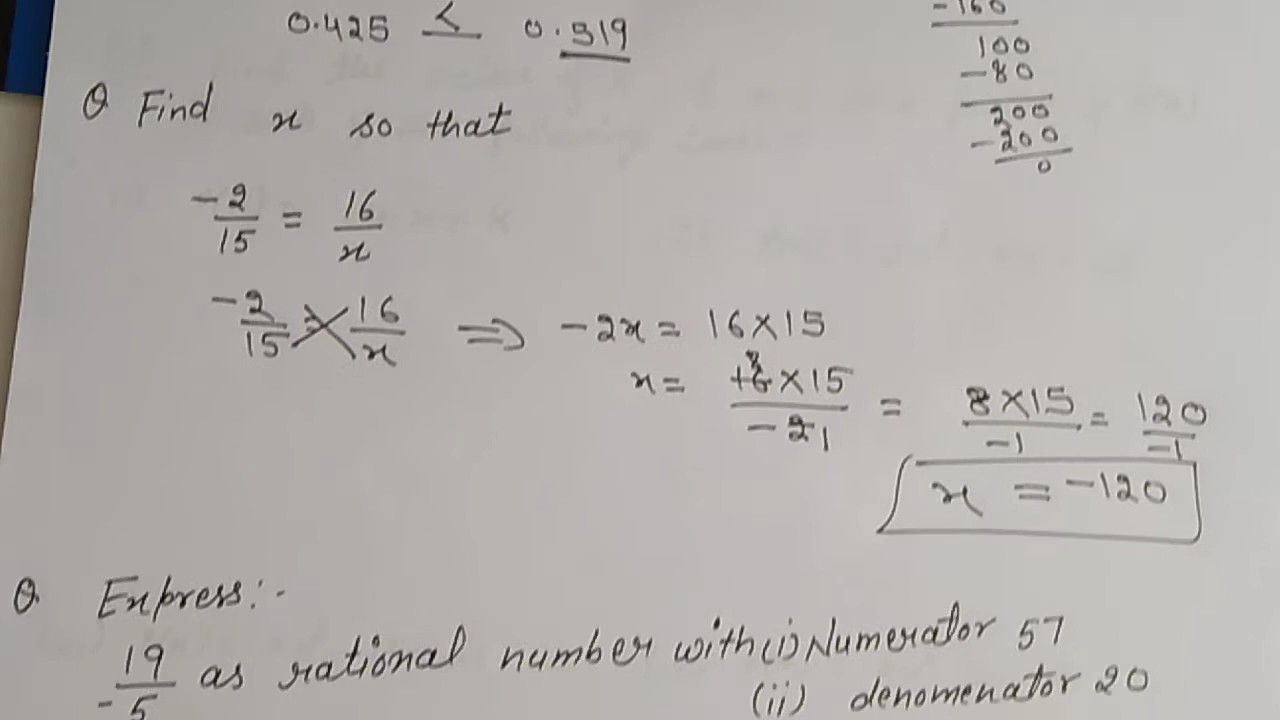 0.425 < 0.519
-160
100
-80
200
-200
0
Q Find x so that
-2/15 = 16/x
-2/15 = 16/x ⇒ -2x = 16×15
x = 16×15/-2 = 8×15/-1 = 120/-1
8
1
x = -120
Q. Express:-
19/-5 as rational number with (i) Numerator 57
(ii) denomenator 20